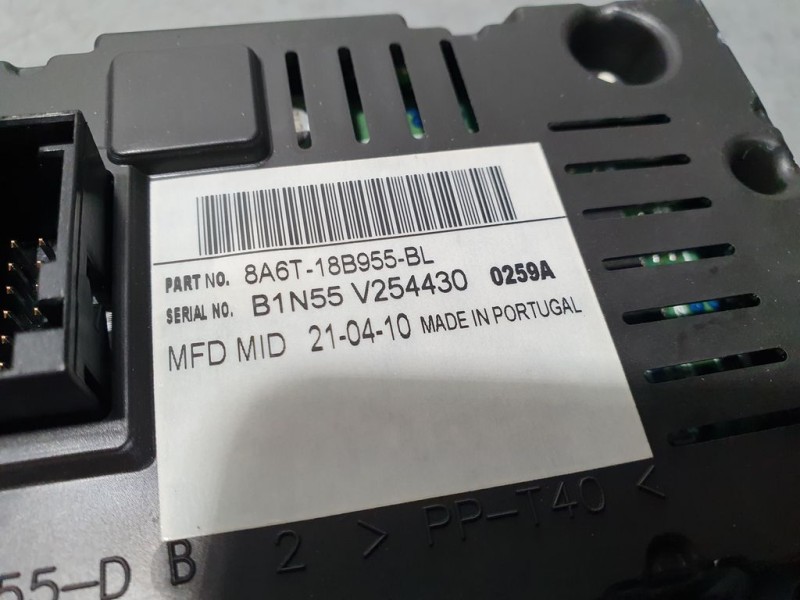 PART NO. 8A6T-18B955-BL
SERIAL NO. B1N55 V254430 0259A
MFD MID 21-04-10 MADE IN PORTUGAL
> PP-T40 <
55-D B 2